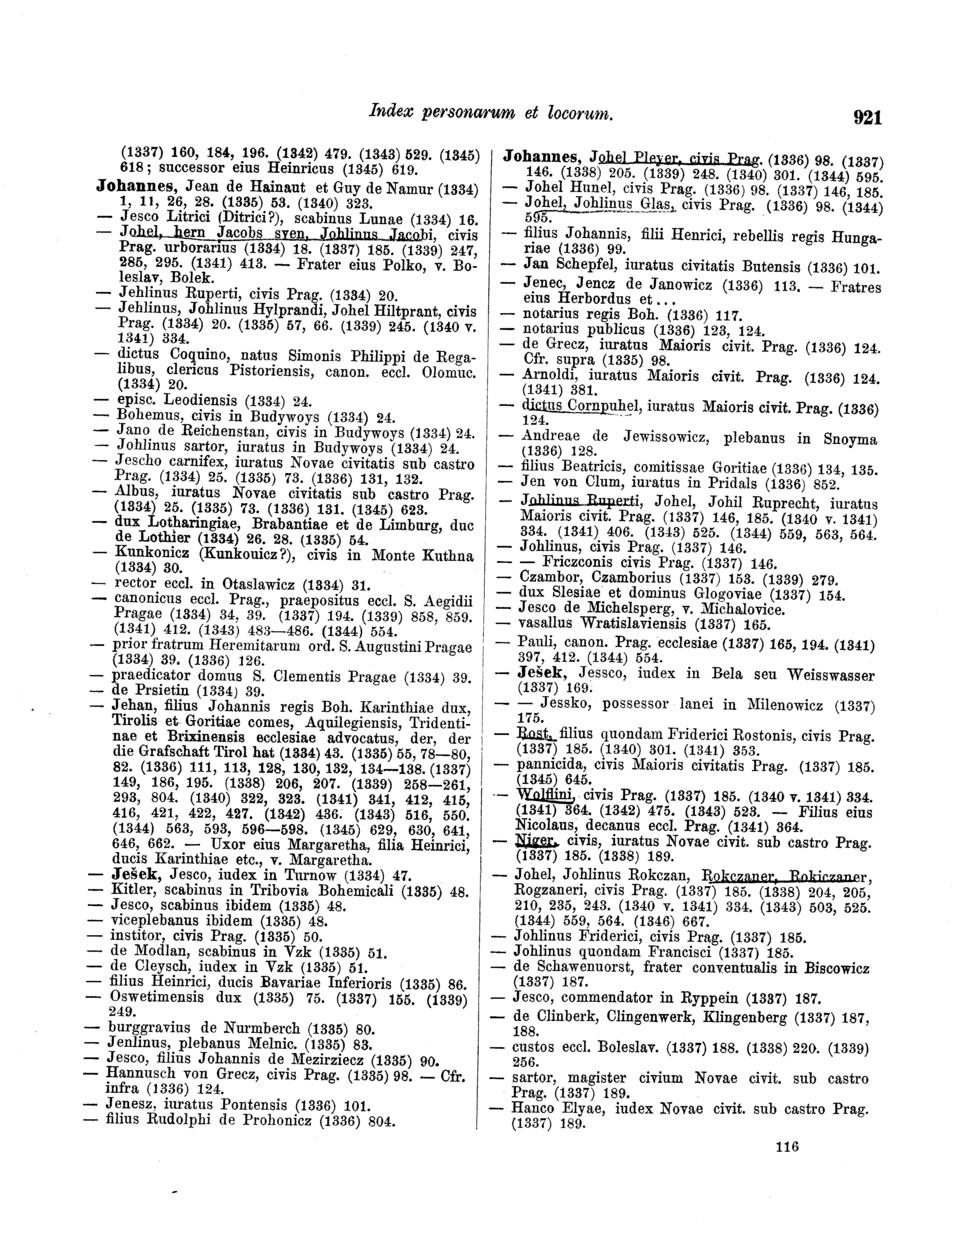 Index personarum et locorum.
921
(1337) 160, 184, 196. (1342) 479. (1343) 529. (1345)
618; successor eius Heinricus (1345) 619.
Johannes, Jean de Hainaut et Guy de Namur (1334)
1, 11, 26, 28. (1335) 53. (1340) 323.
— Jesco Litrici (Ditrici?), scabinus Lunae (1334) 16.
— Johel, hern Jacobs sven, Johlinus Jacobi, civis
Prag. urborarius (1334) 18. (1337) 185. (1339) 247,
285, 295. (1341) 413. — Frater eius Polko, v. Bo-
leslav, Bolek.
— Jehlinus Ruperti, civis Prag. (1334) 20.
— Jehlinus, Johlinus Hylprandi, Johel Hiltprant, civis
Prag. (1334) 20. (1335) 57, 66. (1339) 245. (1340 v.
1341) 334.
— dictus Coquino, natus Simonis Philippi de Rega-
libus, clericus Pistoriensis, canon. eccl. Olomuc.
(1334) 20.
— episc. Leodiensis (1334) 24.
— Bohemus, civis in Budywoys (1334) 24.
— Jano de Reichenstan, civis in Budywoys (1334) 24.
— Johlinus sartor, iuratus in Budywoys (1334) 24.
— Jescho carnifex, iuratus Novae civitatis sub castro
Prag. (1334) 25. (1335) 73. (1336) 131, 132.
— Albus, iuratus Novae civitatis sub castro Prag.
(1334) 25. (1335) 73. (1336) 131. (1345) 623.
— dux Lotharingiae, Brabantiae et de Limburg, duc
de Lothier (1334) 26. 28. (1335) 54.
— Kunkonicz (Kunkouicz?), civis in Monte Kuthna
(1334) 30.
— rector eccl. in Otaslawicz (1334) 31.
— canonicus eccl. Prag., praepositus eccl. S. Aegidii
Pragae (1334) 34, 39. (1337) 194. (1339) 858, 859.
(1341) 412. (1343) 483—486. (1344) 554.
— prior fratrum Heremitarum ord. S. Augustini Pragae
(1334) 39. (1336) 126.
— praedicator domus S. Clementis Pragae (1334) 39.
— de Prsietin (1334) 39.
— Jehan, filius Johannis regis Boh. Karinthiae dux,
Tirolis et Goritiae comes, Aquilegiensis, Tridenti-
nae et Brixinensis ecclesiae advocatus, der, der
die Grafschaft Tirol hat (1334) 43. (1335) 55, 78—80,
82. (1336) 111, 113, 128, 130, 132, 134—138. (1337)
149, 186, 195. (1338) 206, 207. (1339) 258—261,
293, 804. (1340) 322, 323. (1341) 341, 412, 415,
416, 421, 422, 427. (1342) 436. (1343) 516, 550.
(1344) 563, 593, 596—598. (1345) 629, 630, 641,
646, 662. — Uxor eius Margaretha, filia Heinrici,
ducis Karinthiae etc., v. Margaretha.
— Ješek, Jesco, iudex in Turnow (1334) 47.
— Kitler, scabinus in Tribovia Bohemicali (1335) 48.
— Jesco, scabinus ibidem (1335) 48.
— viceplebanus ibidem (1335) 48.
— institor, civis Prag. (1335) 50.
— de Modlan, scabinus in Vzk (1335) 51.
— de Cleysch, iudex in Vzk (1335) 51.
— filius Heinrici, ducis Bavariae Inferioris (1335) 86.
— Oswetimensis dux (1335) 75. (1337) 155. (1339)
249.
— burggravius de Nurmberch (1335) 80.
— Jenlinus, plebanus Melnic. (1335) 83.
— Jesco, filius Johannis de Mezirziecz (1335) 90.
— Hannusch von Grecz, civis Prag. (1335) 98. — Cfr.
infra (1336) 124.
— Jenesz, iuratus Pontensis (1336) 101.
— filius Rudolphi de Prohonicz (1336) 804.
Johannes, Johel Pleyer, civis Prag. (1336) 98. (1337)
146. (1338) 205. (1339) 248. (1340) 301. (1344) 595.
— Johel Hunel, civis Prag. (1336) 98. (1337) 146, 185.
— Johel, Johlinus Glas, civis Prag. (1336) 98. (1344)
595.
— filius Johannis, filii Henrici, rebellis regis Hunga-
riae (1336) 99.
— Jan Schepfel, iuratus civitatis Butensis (1336) 101.
— Jenec, Jencz de Janowicz (1336) 113. — Fratres
eius Herbordus et ...
— notarius regis Boh. (1336) 117.
— notarius publicus (1336) 123, 124.
— de Grecz, iuratus Maioris civit. Prag. (1336) 124.
Cfr. supra (1335) 98.
— Arnoldi, iuratus Maioris civit. Prag. (1336) 124.
(1341) 381.
— dictus Cornpuhel, iuratus Maioris civit. Prag. (1336)
124.
— Andreae de Jewissowicz, plebanus in Snoyma
(1336) 128.
— filius Beatricis, comitissae Goritiae (1336) 134, 135.
— Jen von Clum, iuratus in Pridals (1336) 852.
— Johlinus Ruperti, Johel, Johil Ruprecht, iuratus
Maioris civit. Prag. (1337) 146, 185. (1340 v. 1341)
334. (1341) 406. (1343) 525. (1344) 559, 563, 564.
— Johlinus, civis Prag. (1337) 146.
— — Friczconis civis Prag. (1337) 146.
— Czambor, Czamborius (1337) 153. (1339) 279.
— dux Slesiae et dominus Glogoviae (1337) 154.
— Jesco de Michelsperg, v. Michalovice.
— vasallus Wratislaviensis (1337) 165.
— Pauli, canon. Prag. ecclesiae (1337) 165, 194. (1341)
397, 412. (1344) 554.
— Ješek, Jessco, iudex in Bela seu Weisswasser
(1337) 169.
— — Jessko, possessor lanei in Milenowicz (1337)
175.
— Rost, filius quondam Friderici Rostonis, civis Prag.
(1337) 185. (1340) 301. (1341) 353.
— pannicida, civis Maioris civitatis Prag. (1337) 185.
(1345) 645.
— Wolflini, civis Prag. (1337) 185. (1340 v. 1341) 334.
(1341) 364. (1342) 475. (1343) 523. — Filius eius
Nicolaus, decanus eccl. Prag. (1341) 364.
— Niger, civis, iuratus Novae civit. sub castro Prag.
(1337) 185. (1338) 189.
— Johel, Johlinus Rokczan, Rokczaner, Rokiczaner,
Rogzaneri, civis Prag. (1337) 185. (1338) 204, 205,
210, 235, 243. (1340 v. 1341) 334. (1343) 503, 525.
(1344) 559, 564. (1346) 667.
— Johlinus Friderici, civis Prag. (1337) 185.
— Johlinus quondam Francisci (1337) 185.
— de Schawenuorst, frater conventualis in Biscowicz
(1337) 187.
— Jesco, commendator in Ryppein (1337) 187.
— de Clinberk, Clingenwerk, Klingenberg (1337) 187,
188.
— custos eccl. Boleslav. (1337) 188. (1338) 220. (1339)
256.
— sartor, magister civium Novae civit. sub castro
Prag. (1337) 189.
— Hanco Elyae, iudex Novae civit. sub castro Prag.
(1337) 189.
116